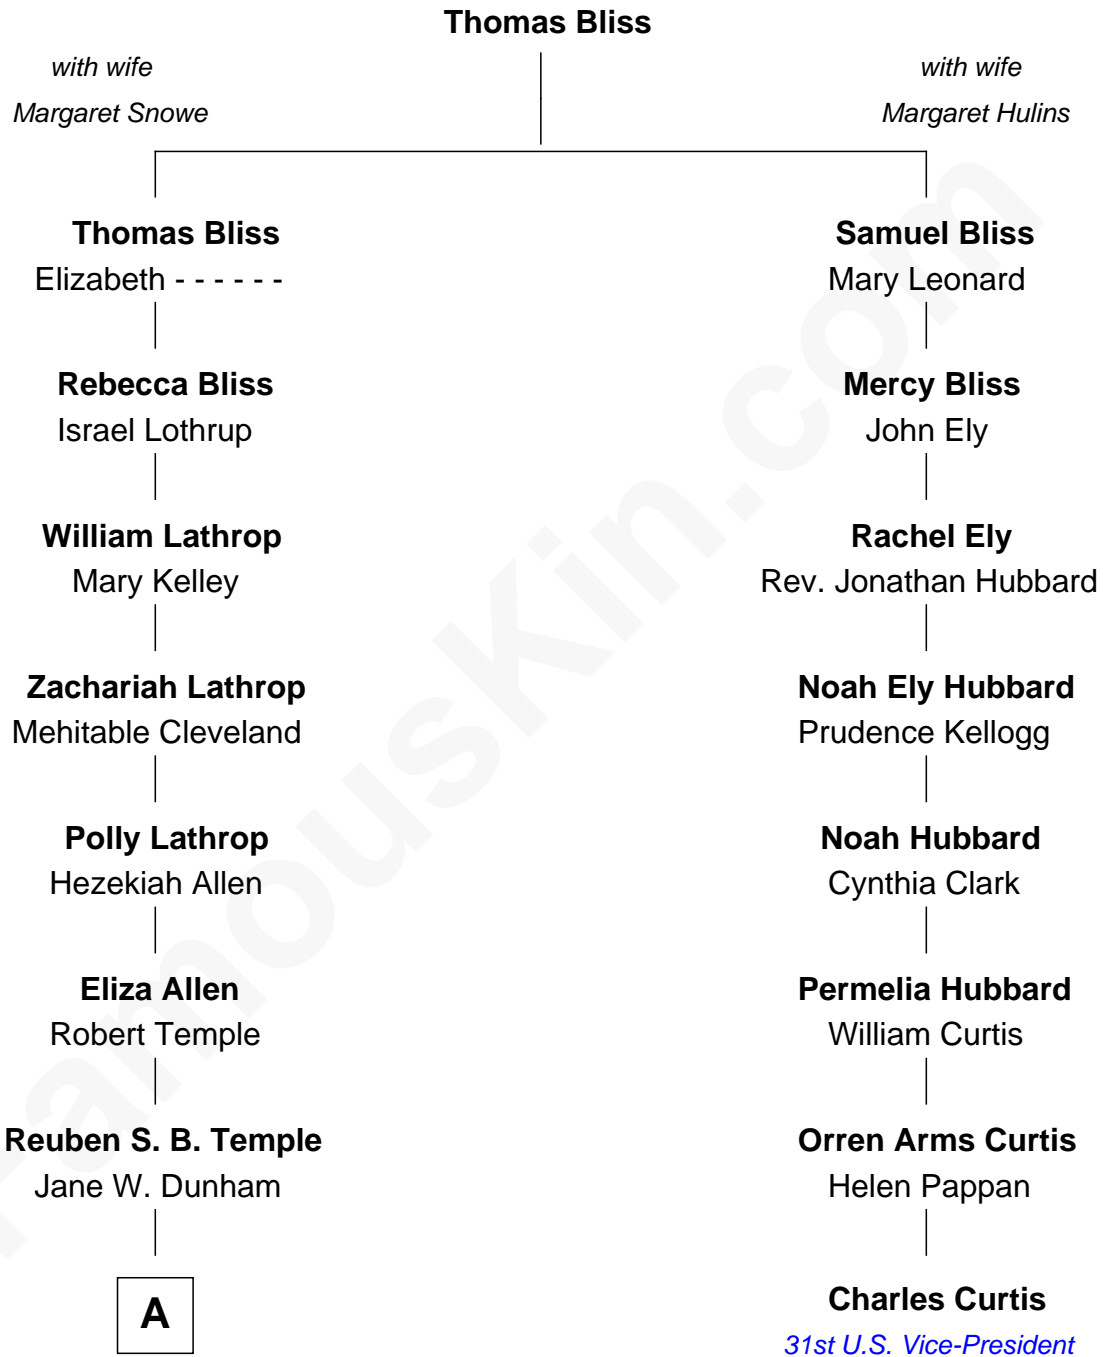 Thomas Bliss
with wife
Margaret Snowe
with wife
Margaret Hulins
Thomas Bliss
Elizabeth - - - - - -
Samuel Bliss
Mary Leonard
Rebecca Bliss
Israel Lothrup
Mercy Bliss
John Ely
William Lathrop
Mary Kelley
Rachel Ely
Rev. Jonathan Hubbard
Zachariah Lathrop
Mehitable Cleveland
Noah Ely Hubbard
Prudence Kellogg
Polly Lathrop
Hezekiah Allen
Noah Hubbard
Cynthia Clark
Eliza Allen
Robert Temple
Permelia Hubbard
William Curtis
Reuben S. B. Temple
Jane W. Dunham
Orren Arms Curtis
Helen Pappan
A
Charles Curtis
31st U.S. Vice-President
FamousKin.com